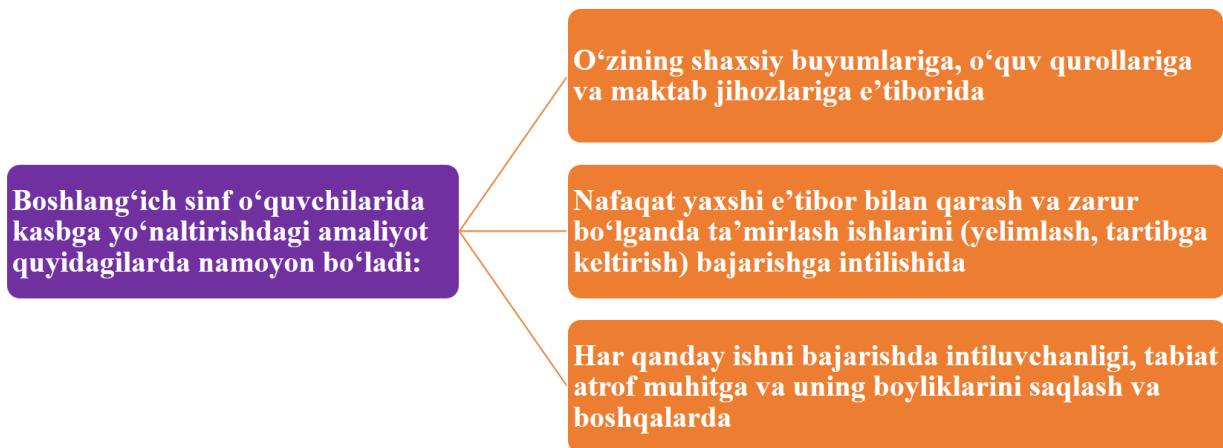 Boshlang‘ich sinf o‘quvchilarida
kasbga yo‘naltirishdagi amaliyot
quyidagilarda namoyon bo‘ladi:
O‘zining shaxsiy buyumlariga, o‘quv qurollariga
va maktab jihozlariga e’tiborida
Nafaqat yaxshi e’tibor bilan qarash va zarur
bo‘lganda ta’mirlash ishlarini (yelimlash, tartibga
keltirish) bajarishga intilishida
Har qanday ishni bajarishda intiluvchanligi, tabiat
atrof muhitga va uning boyliklarini saqlash va
boshqalarda